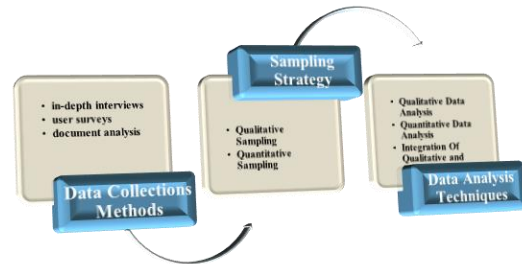 • in-depth interviews
• user surveys
• document analysis
Data Collections
Methods
Sampling
Strategy
• Qualitative
Sampling
• Quantitative
Sampling
• Qualitative Data
Analysis
• Quantitative Data
Analysis
• Integration Of
Qualitative and
Data Analysis
Techniques